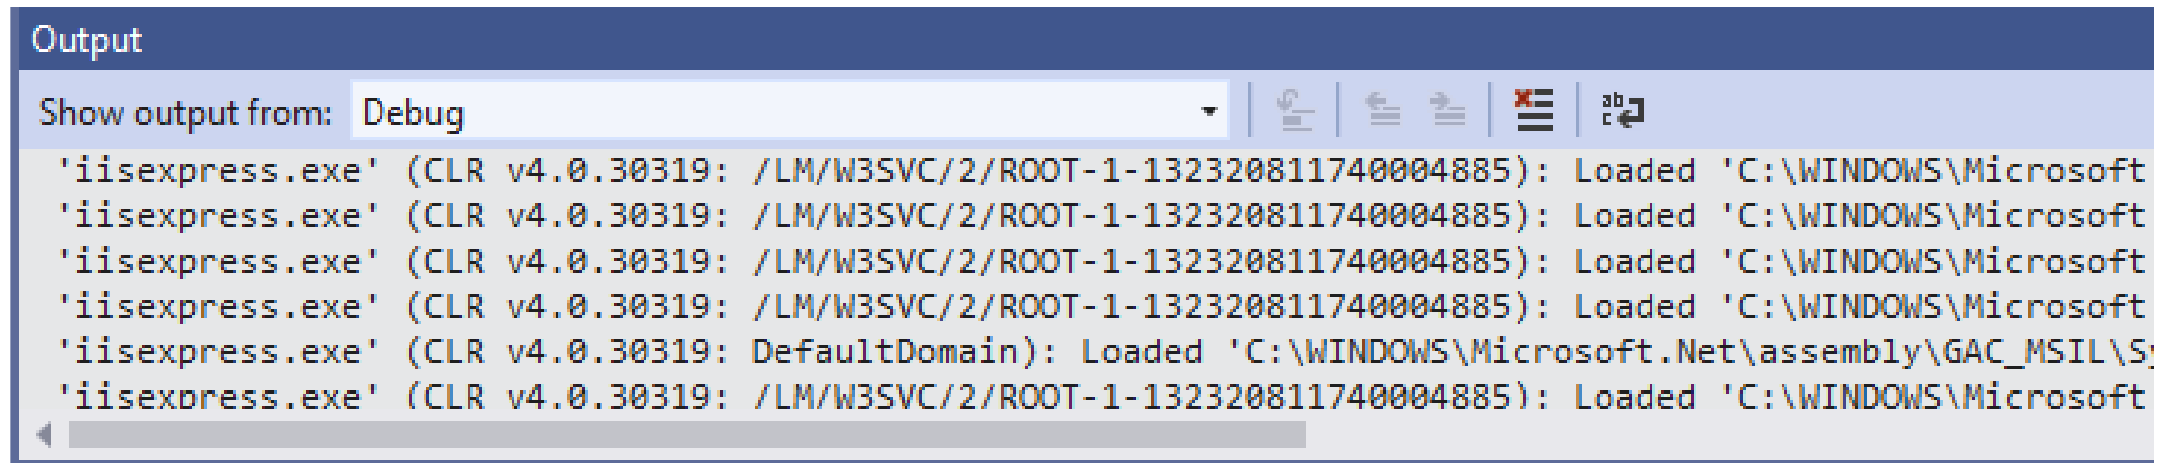 Output
Show output from: Debug
'iisexpress.exe' (CLR v4.0.30319: /LM/W3SVC/2/ROOT-1-132320811740004885): Loaded 'C:\WINDOWS\Microsoft
'iisexpress.exe' (CLR v4.0.30319: /LM/W3SVC/2/ROOT-1-132320811740004885): Loaded 'C:\WINDOWS\Microsoft
'iisexpress.exe' (CLR v4.0.30319: /LM/W3SVC/2/ROOT-1-132320811740004885): Loaded 'C:\WINDOWS\Microsoft
'iisexpress.exe' (CLR v4.0.30319: /LM/W3SVC/2/ROOT-1-132320811740004885): Loaded 'C:\WINDOWS\Microsoft
'iisexpress.exe' (CLR v4.0.30319: DefaultDomain): Loaded 'C:\WINDOWS\Microsoft.Net\assembly\GAC_MSIL\Sy
'iisexpress.exe' (CLR v4.0.30319: /LM/W3SVC/2/ROOT-1-132320811740004885): Loaded 'C:\WINDOWS\Microsoft